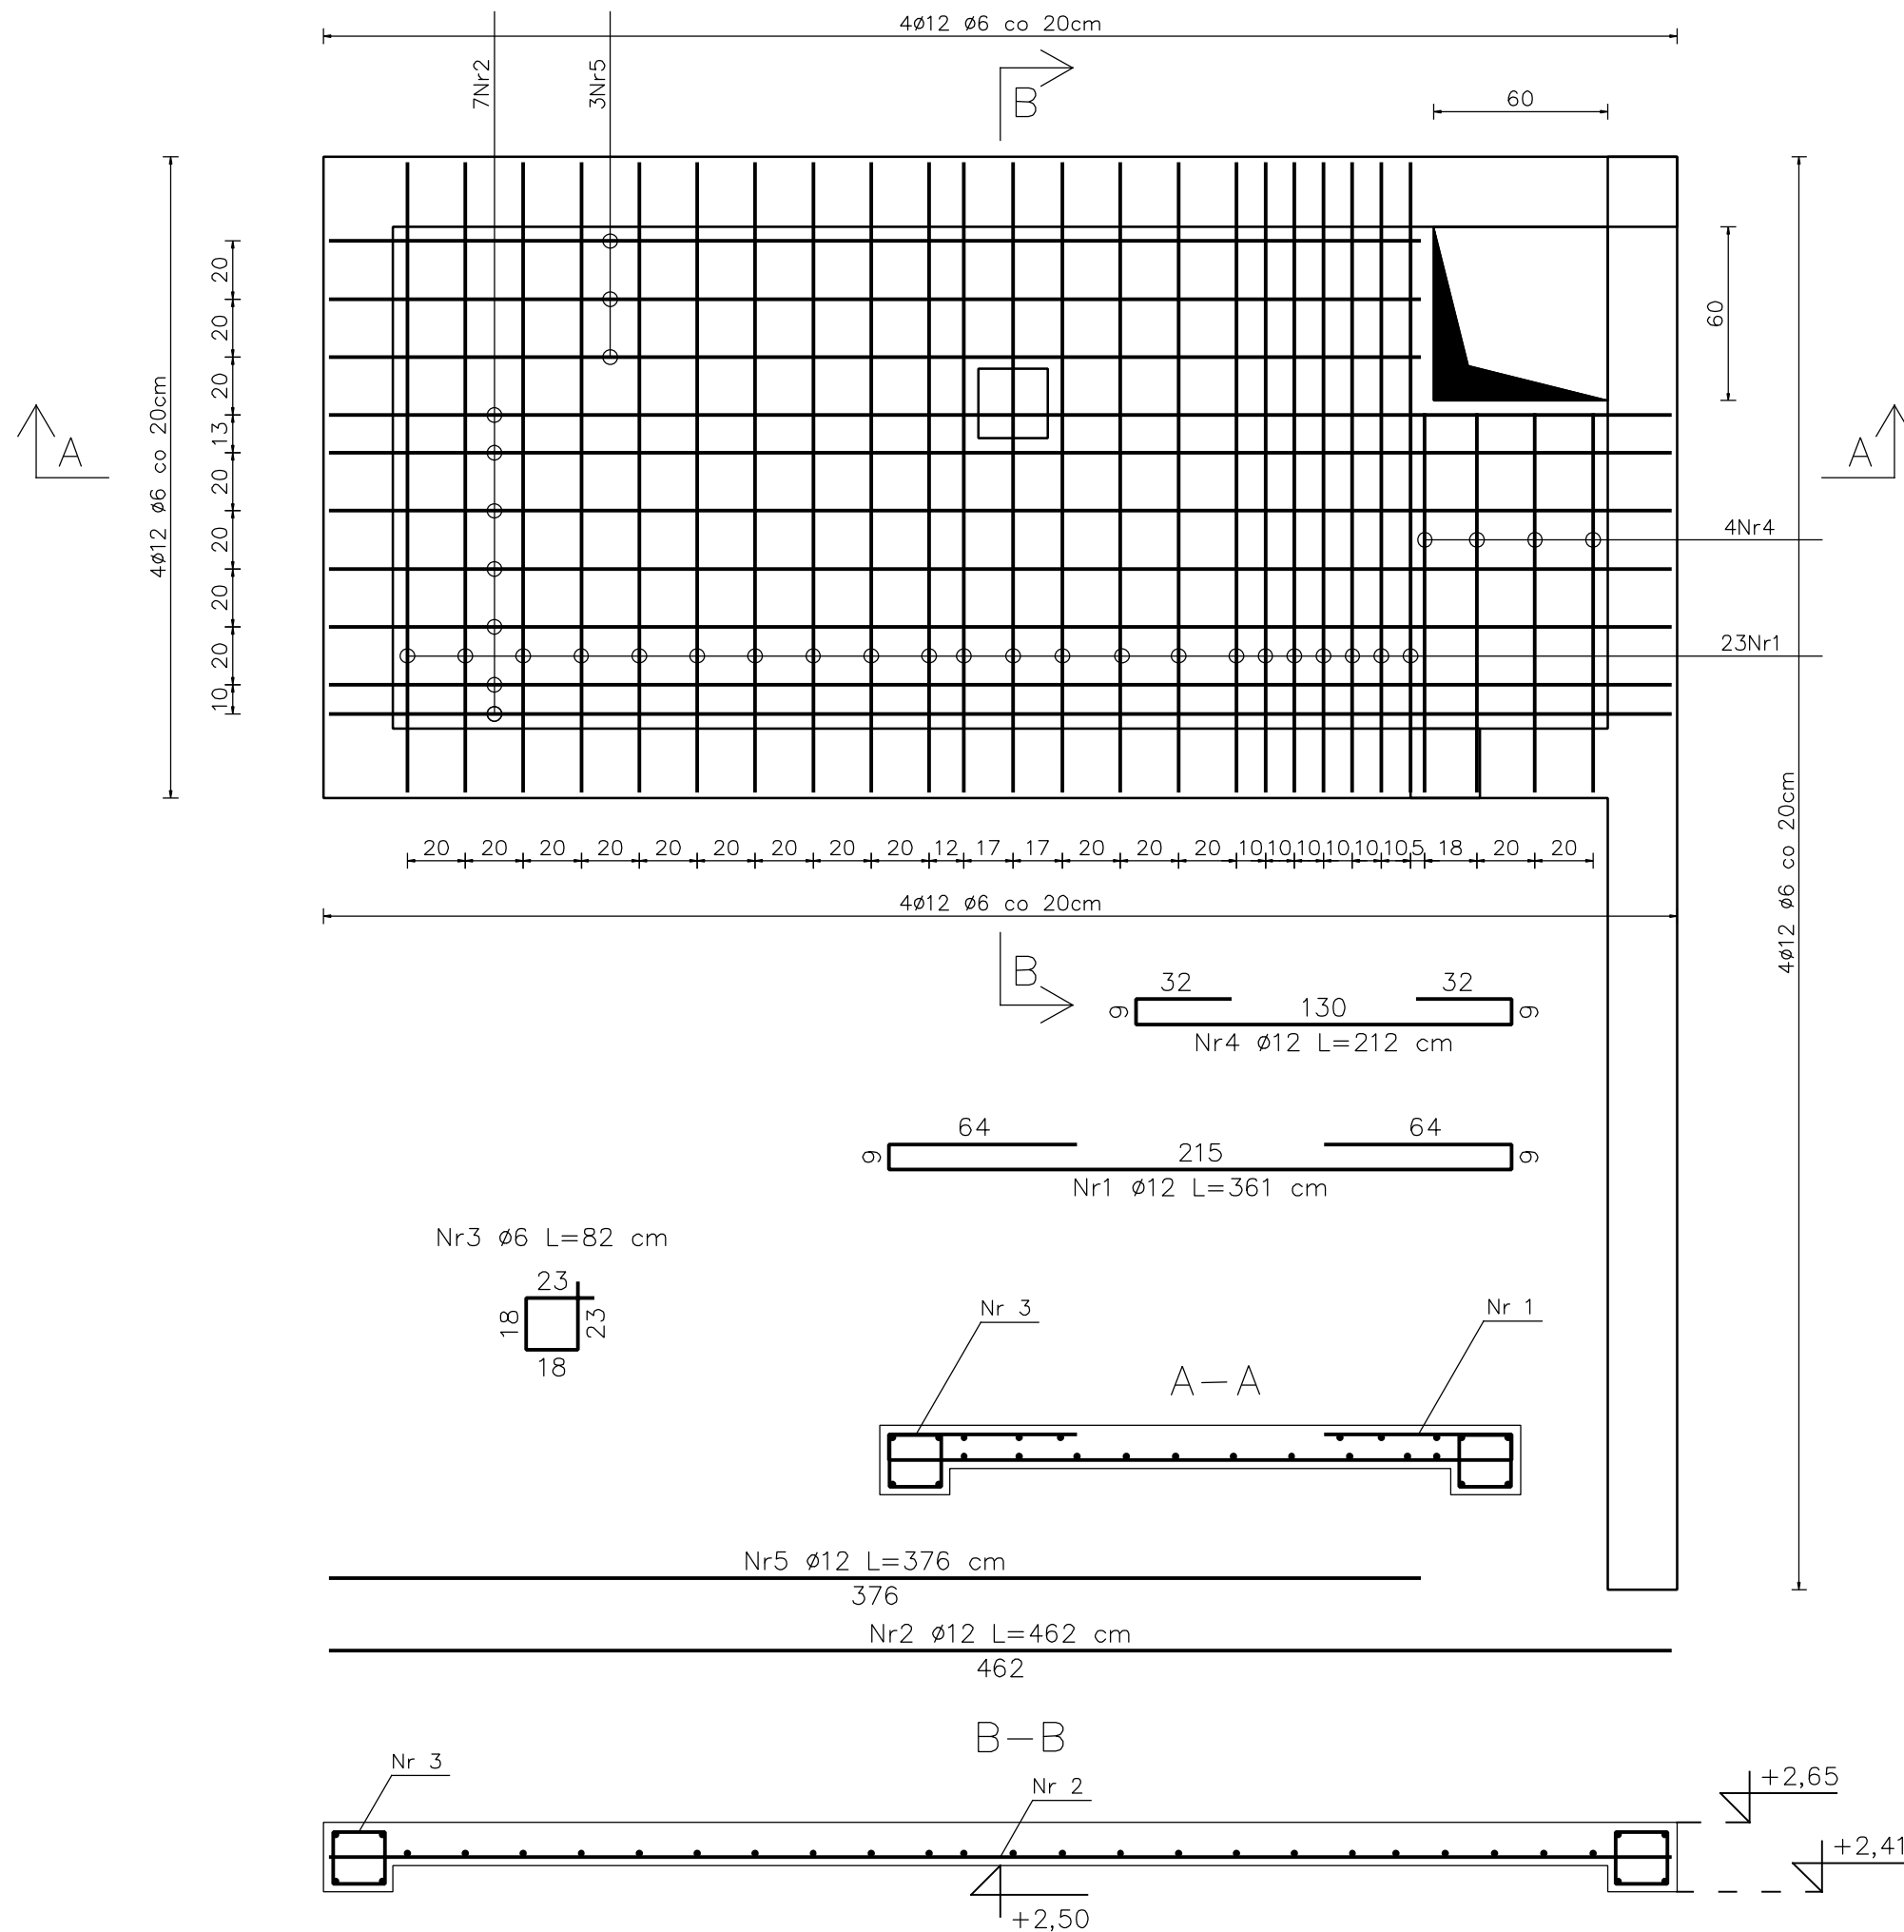 4ø12 ø6 co 20cm
7Nr2
3Nr5
B
60
20
20
20
13
20
20
20
20
10
4ø12 ø6 co 20cm
A
60
A
4Nr4
23Nr1
20 20 20 20 20 20 20 20 20 12 17 17 20 20 20 10 10 10 10 10 10 5 18 20 20
4ø12 ø6 co 20cm
4ø12 ø6 co 20cm
B
32 32
9 130 9
Nr4 ø12 L=212 cm
64 64
9 215 9
Nr1 ø12 L=361 cm
Nr3 ø6 L=82 cm
23
18 23
18
Nr 3 Nr 1
A-A
Nr5 ø12 L=376 cm
376
Nr2 ø12 L=462 cm
462
B-B
Nr 3 Nr 2
+2,65
+2,41
+2,50